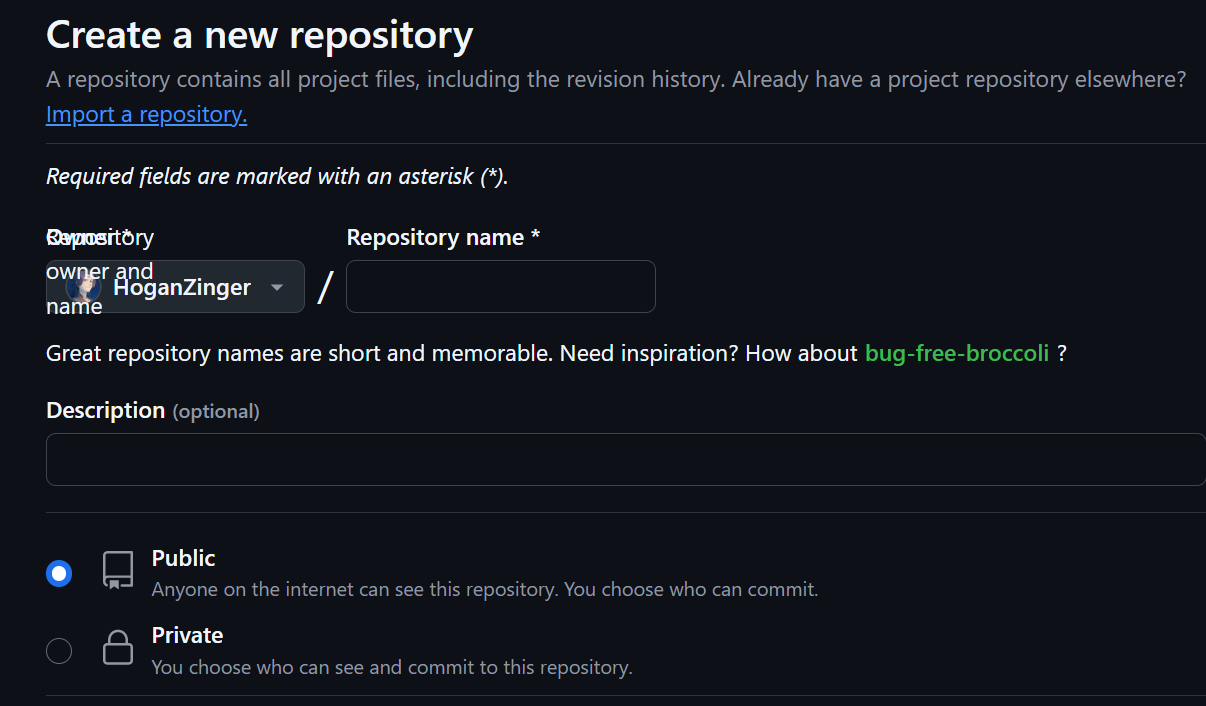 Create a new repository
A repository contains all project files, including the revision history. Already have a project repository elsewhere?
Import a repository.
Required fields are marked with an asterisk (*).
Owner *
Repository
owner and
name
HoganZinger
/
Repository name *
Great repository names are short and memorable. Need inspiration? How about bug-free-broccoli ?
Description (optional)
Public
Anyone on the internet can see this repository. You choose who can commit.
Private
You choose who can see and commit to this repository.